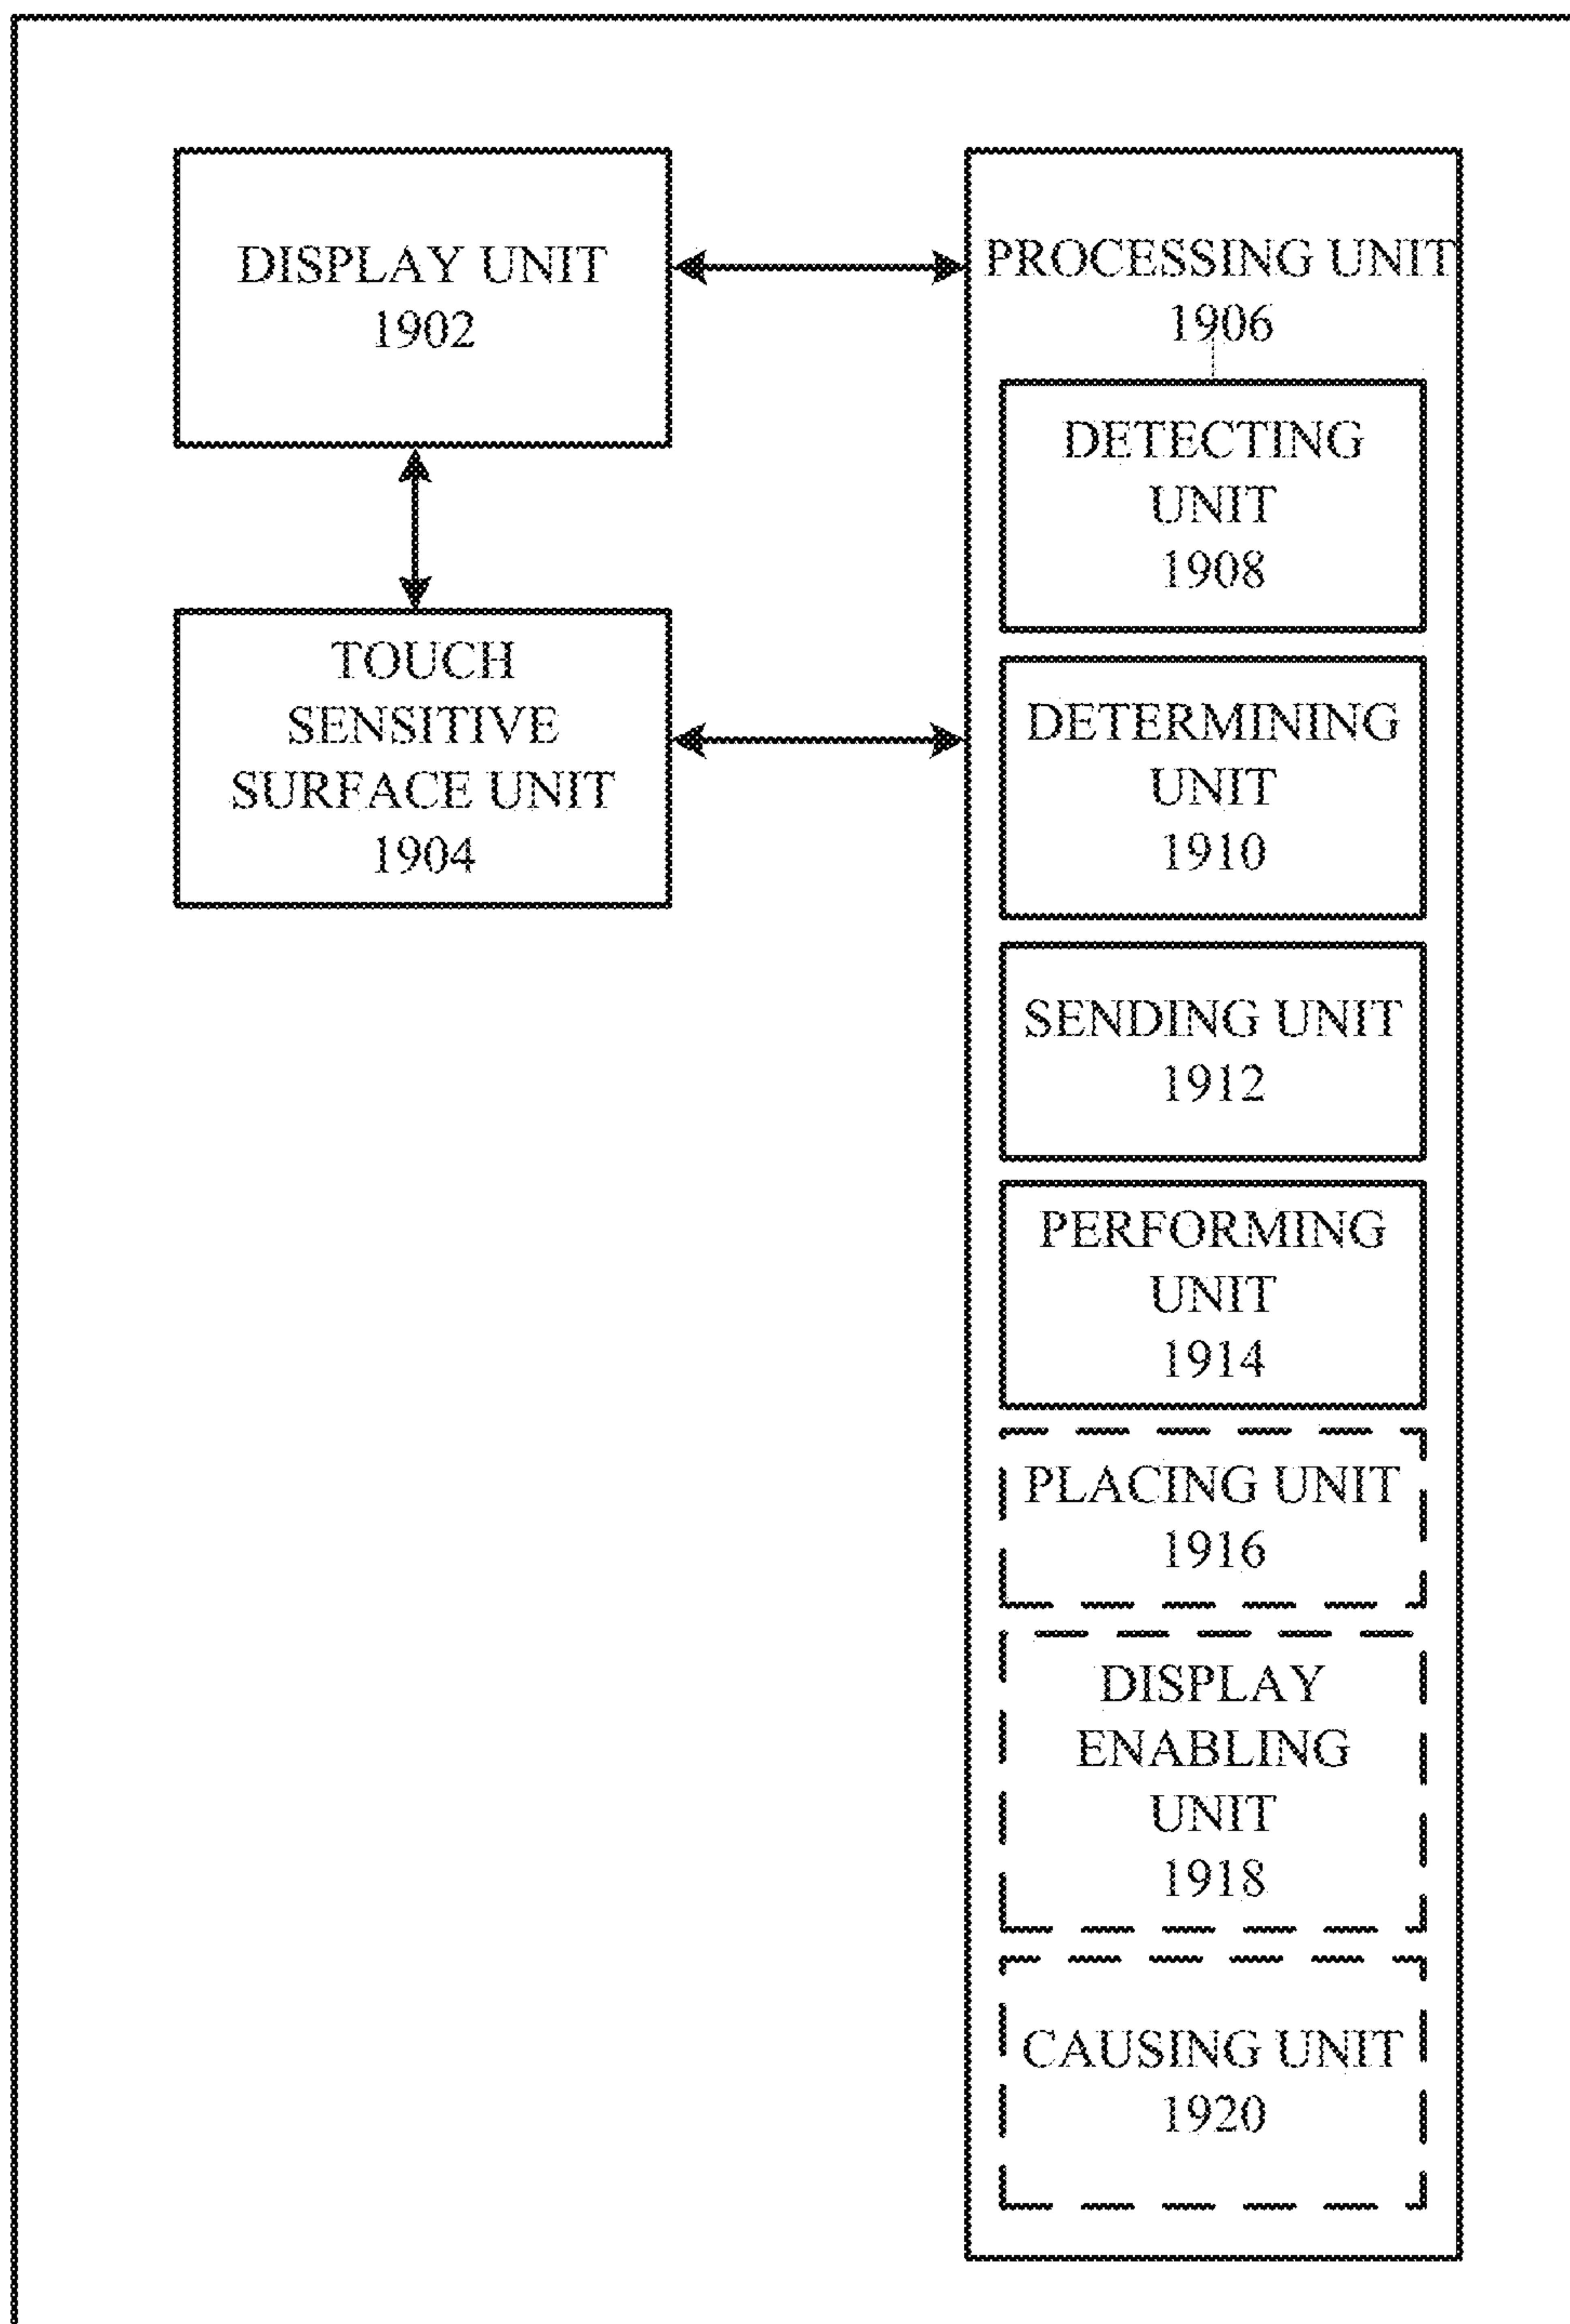 DISPLAY UNIT
1902
TOUCH
SENSITIVE
SURFACE UNIT
1904
PROCESSING UNIT
1906
DETECTING
UNIT
1908
DETERMINING
UNIT
1910
SENDING UNIT
1912
PERFORMING
UNIT
1914
PLACING UNIT
1916
DISPLAY
ENABLING
UNIT
1918
CAUSING UNIT
1920